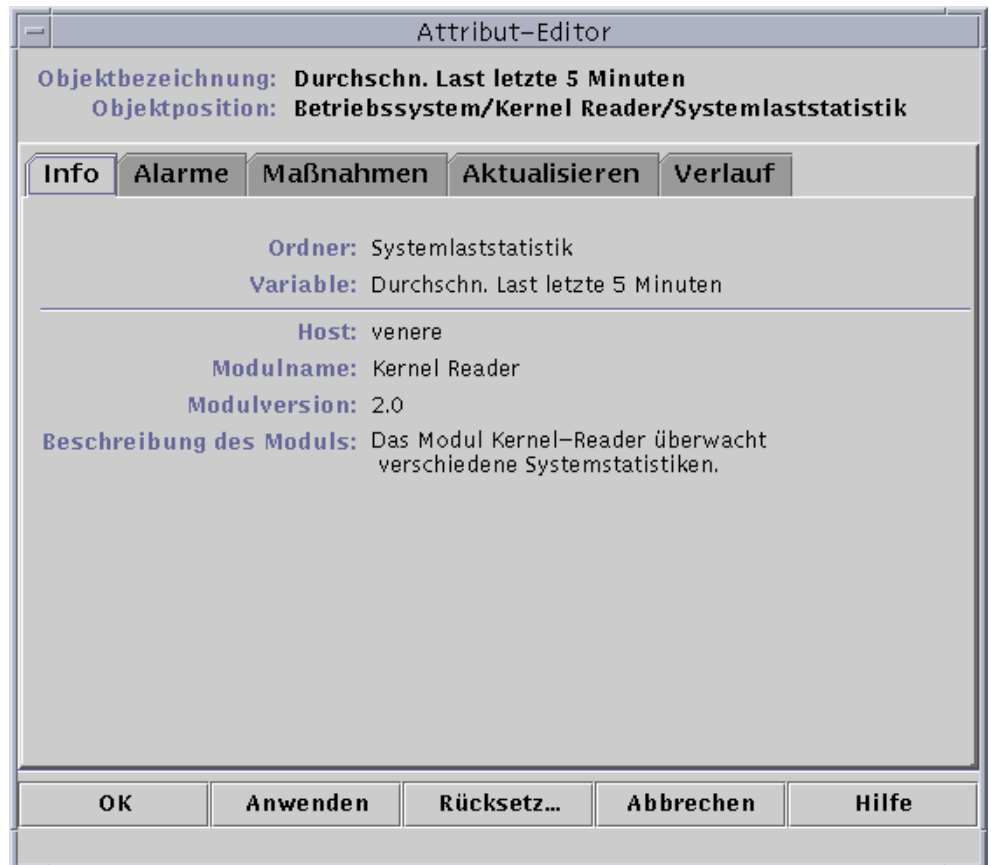 Attribut-Editor
Objektbezeichnung: Durchschn. Last letzte 5 Minuten
Objektposition: Betriebssystem/Kernel Reader/Systemlaststatistik
Info Alarme Maßnahmen Aktualisieren Verlauf
Ordner: Systemlaststatistik
Variable: Durchschn. Last letzte 5 Minuten
Host: venere
Modulname: Kernel Reader
Modulversion: 2.0
Beschreibung des Moduls: Das Modul Kernel-Reader überwacht
verschiedene Systemstatistiken.
OK Anwenden Rücksetz... Abbrechen Hilfe